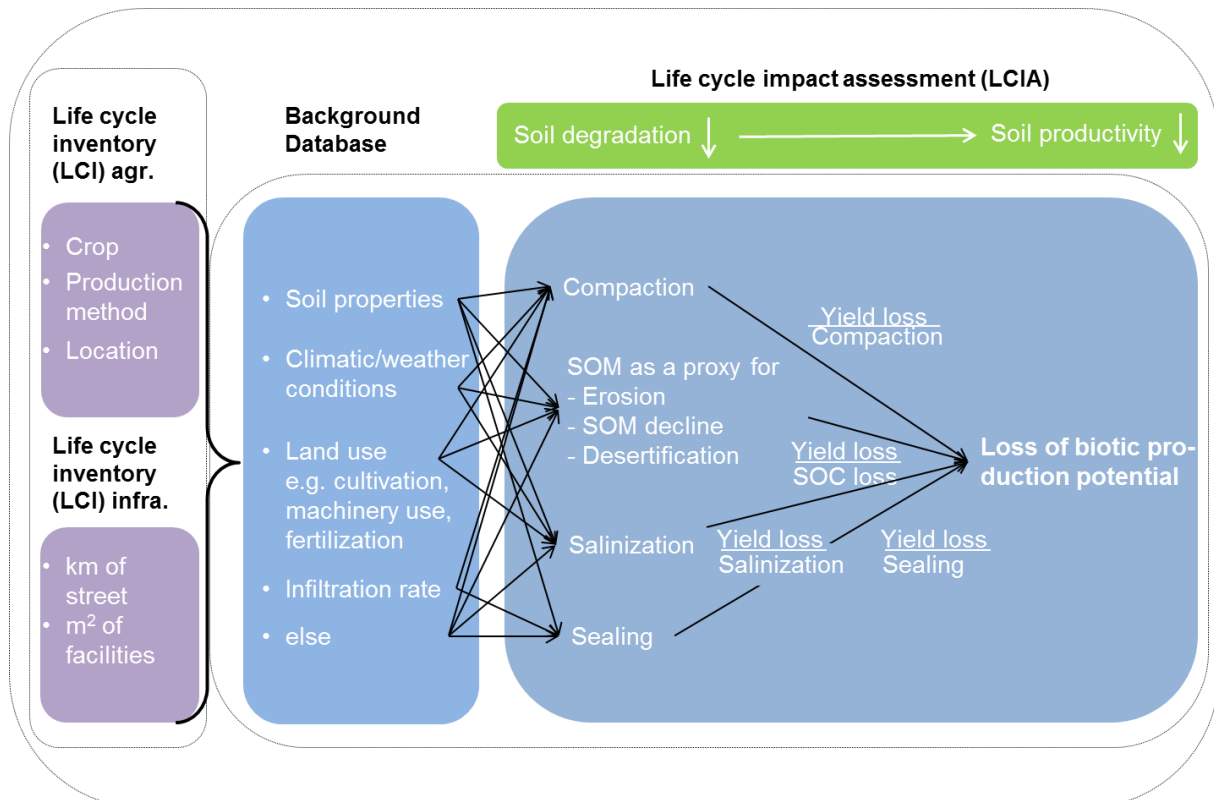 Life cycle impact assessment (LCIA)
Soil degradation
Soil productivity
Life cycle
inventory
(LCI) agr.
• Crop
• Production
method
• Location
Life cycle
inventory
(LCI) infra.
• km of
street
• m² of
facilities
Background
Database
• Soil properties
• Climatic/weather
conditions
• Land use
e.g. cultivation,
machinery use,
fertilization
• Infiltration rate
• else
Compaction
SOM as a proxy for
- Erosion
- SOM decline
- Desertification
Salinization
Sealing
Yield loss
Compaction
Yield loss
SOC loss
Yield loss
Salinization
Yield loss
Sealing
Loss of biotic pro-
duction potential